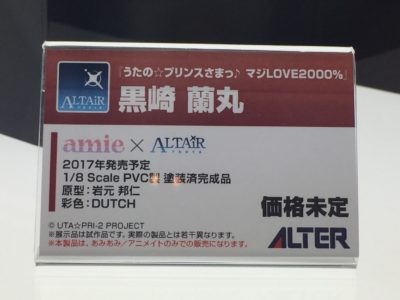 『うたの☆プリンスさまっ♪ マジLOVE2000%』
ALTAiR
黒崎 蘭丸
amie × ALTAiR
2017年発売予定
1/8 Scale PVC製 塗装済完成品
原型：岩元 邦仁
彩色：DUTCH
価格未定
© UTA☆PRI-2 PROJECT
※展示品は試作品です。実際の製品とは若干異なります。
※本製品は、あみあみ／アニメイトのみでの販売になります。
ALTER